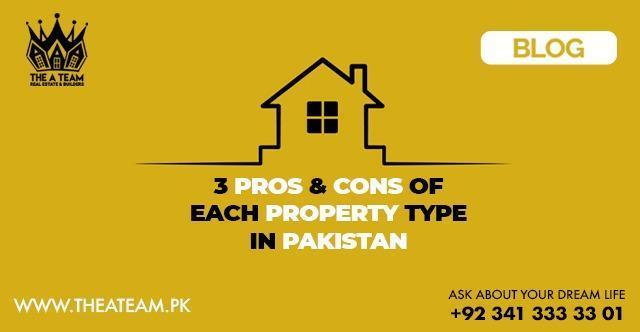 THE A TEAM
REAL ESTATE & BUILDERS
BLOG
3 PROS & CONS OF
EACH PROPERTY TYPE
IN PAKISTAN
WWW.THEATEAM.PK
ASK ABOUT YOUR DREAM LIFE
+92 341 333 33 01